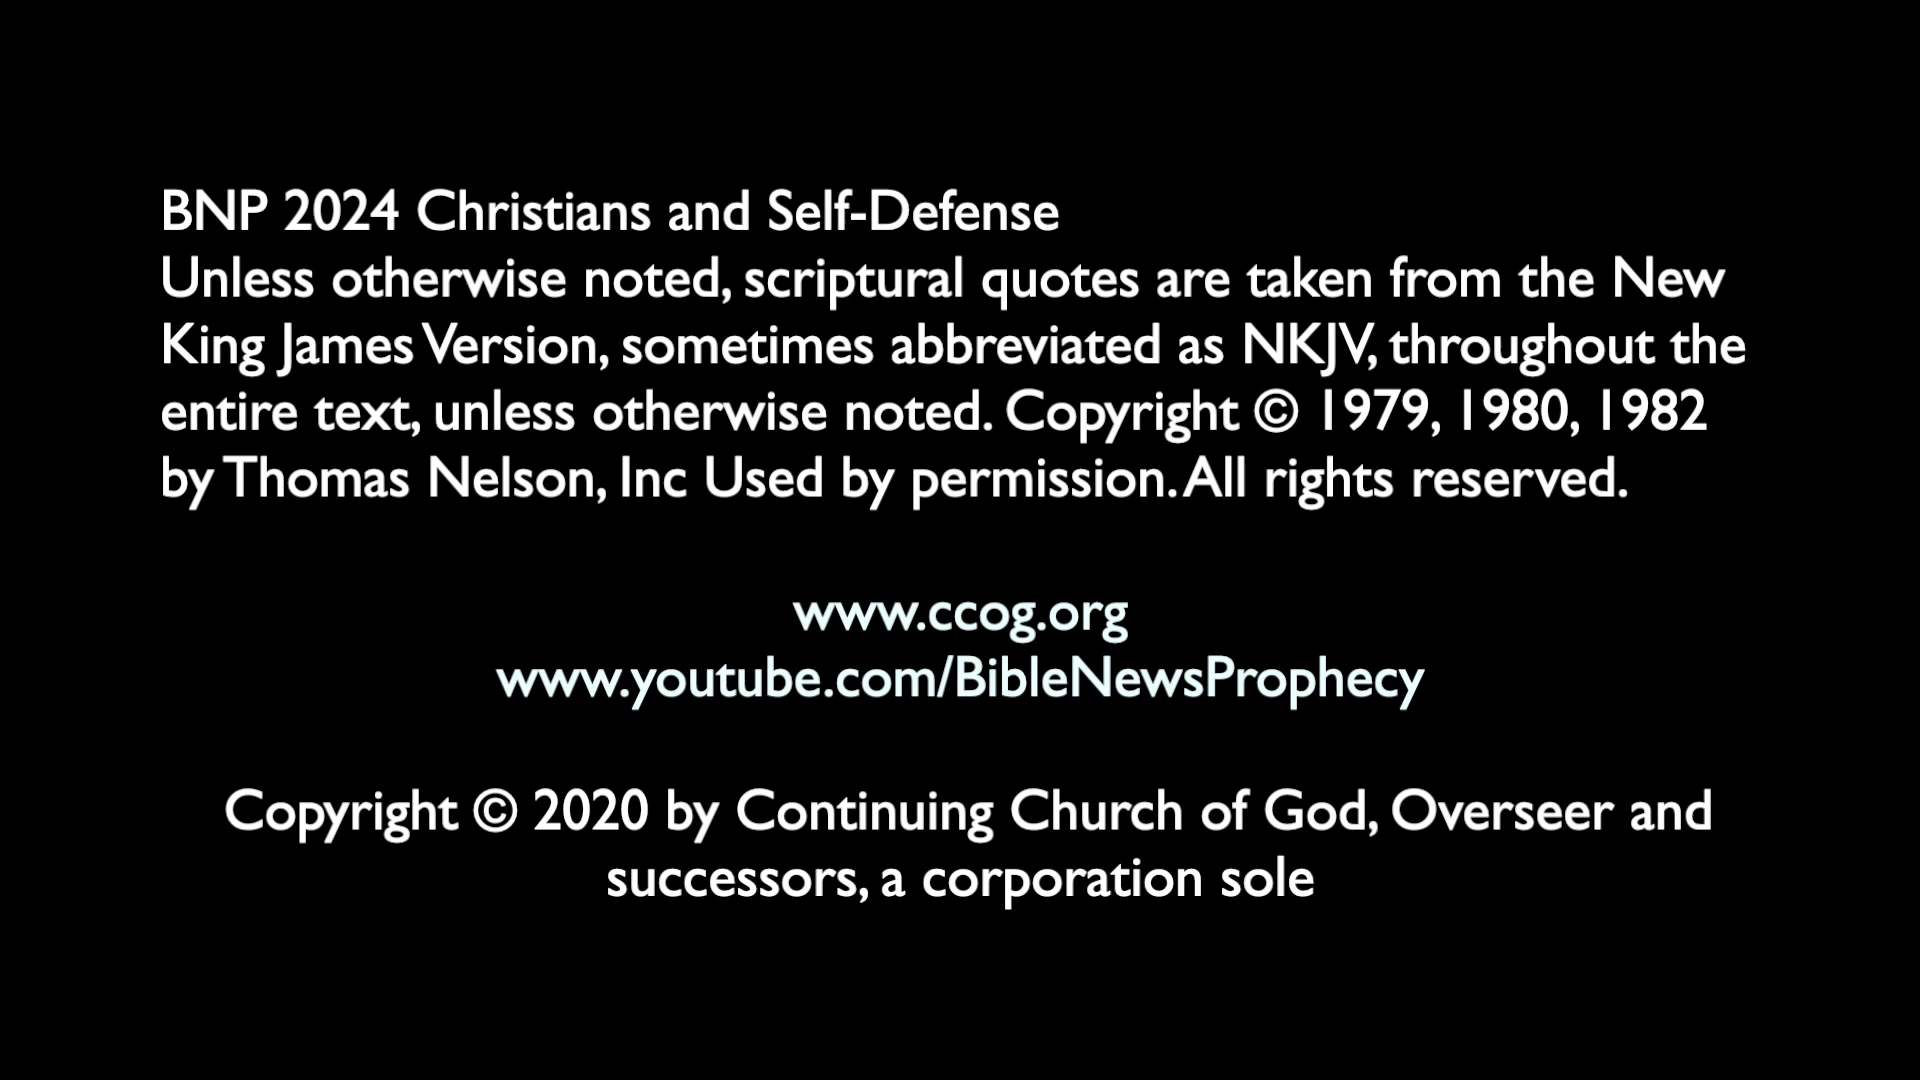 BNP 2024 Christians and Self-Defense
Unless otherwise noted, scriptural quotes are taken from the New
King James Version, sometimes abbreviated as NKJV, throughout the
entire text, unless otherwise noted. Copyright © 1979, 1980, 1982
by Thomas Nelson, Inc Used by permission. All rights reserved.
www.ccog.org
www.youtube.com/BibleNewsProphecy
Copyright © 2020 by Continuing Church of God, Overseer and
successors, a corporation sole